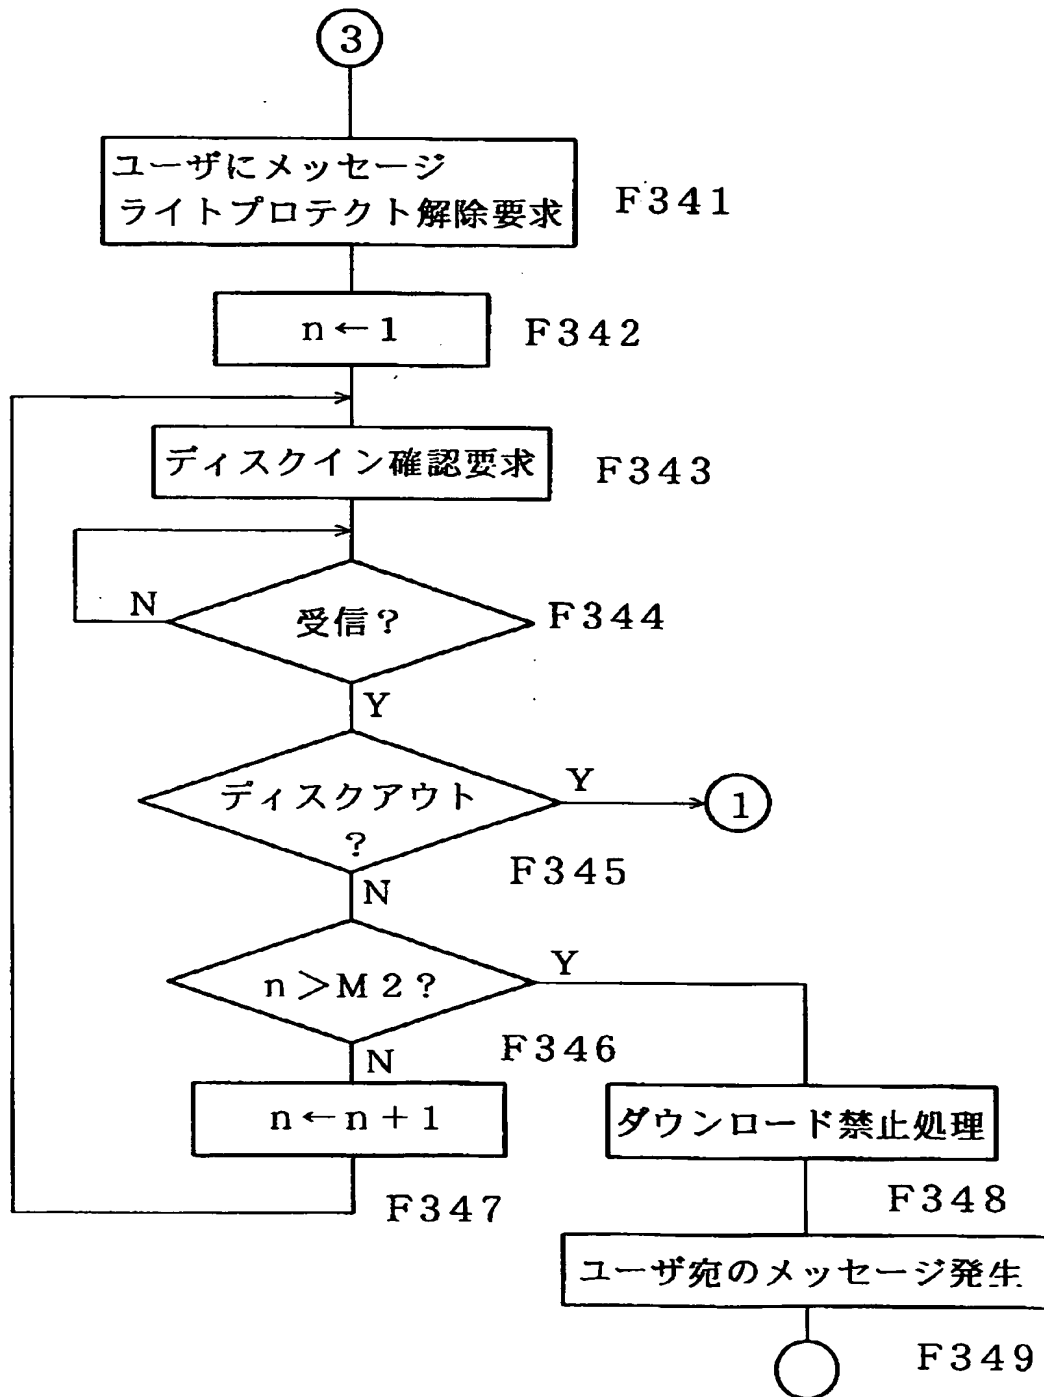 3
ユーザにメッセージ
ライトプロテクト解除要求
F341
n←1
F342
ディスクイン確認要求
F343
N
受信?
F344
Y
ディスクアウト
?
Y
1
F345
N
n>M2?
Y
F346
N
n←n+1
F347
ダウンロード禁止処理
F348
ユーザ宛のメッセージ発生
F349